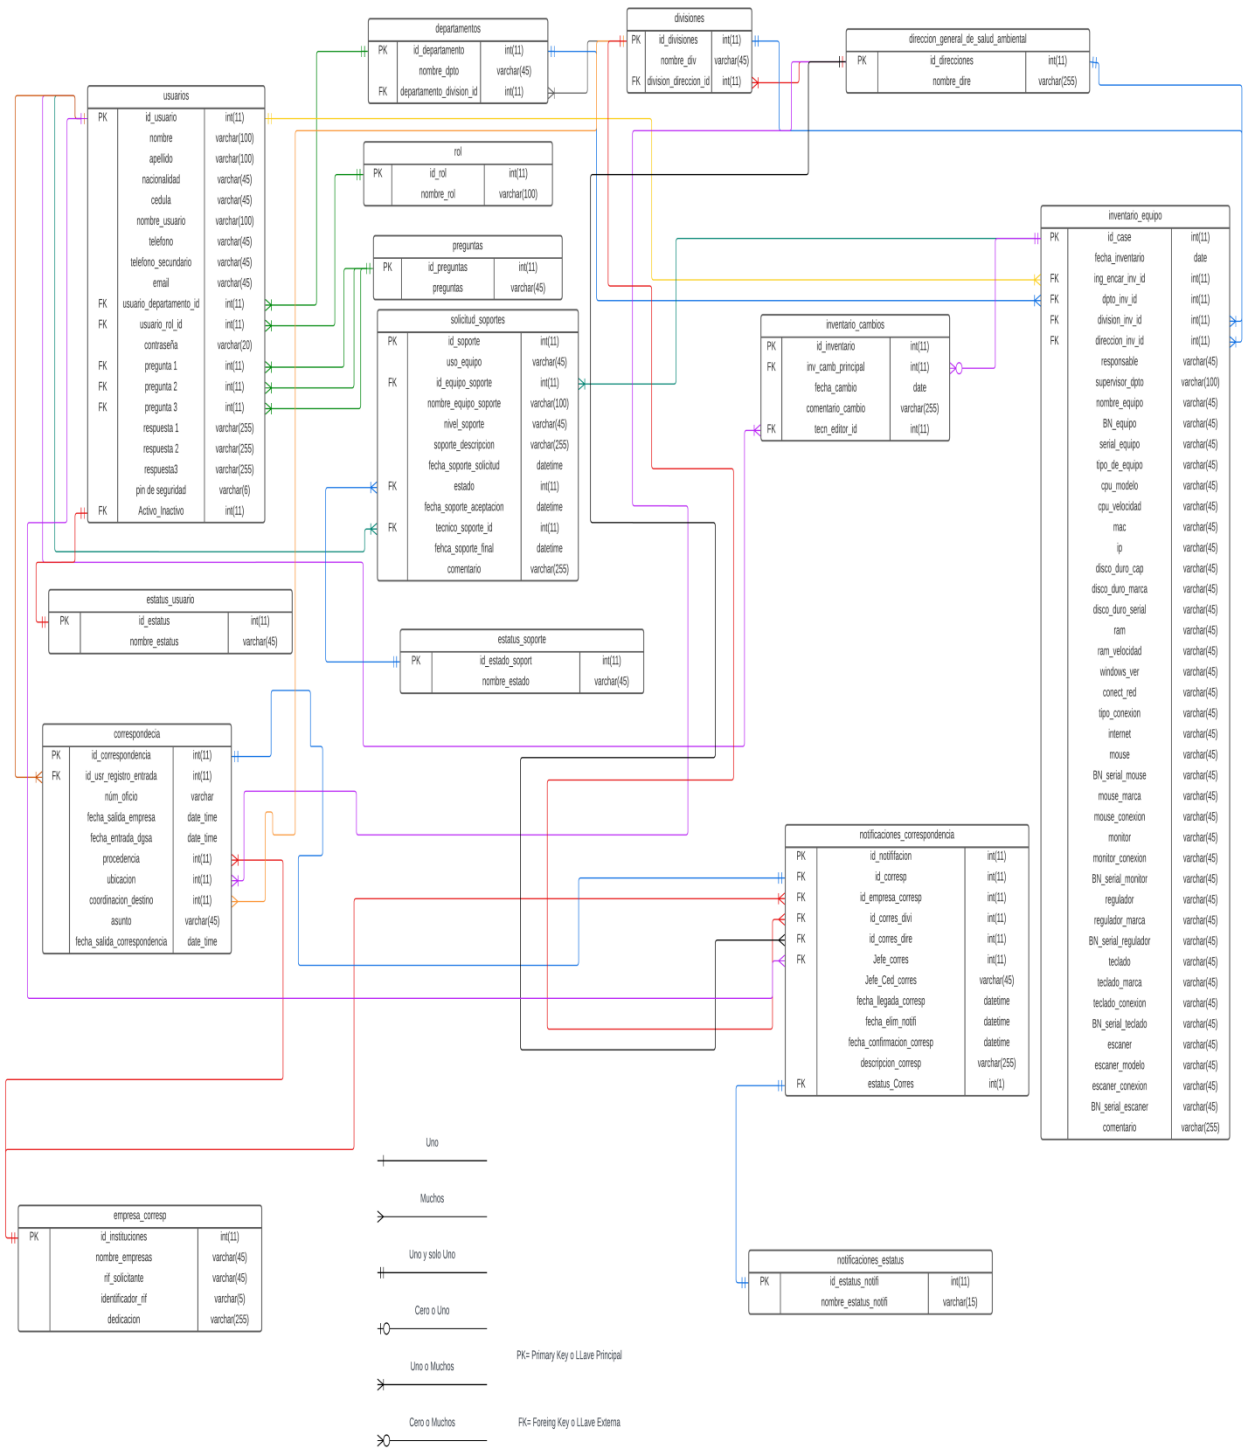 departamentos
PK id_departamento int(11)
nombre_dpto varchar(45)
FK departamento_division_id int(11)
divisiones
PK id_divisiones int(11)
nombre_div varchar(45)
FK division_direccion_id int(11)
direccion_general_de_salud_ambiental
PK id_direcciones int(11)
nombre_dire varchar(255)
usuarios
PK id_usuario int(11)
nombre varchar(100)
apellido varchar(100)
nacionalidad varchar(45)
cedula varchar(45)
nombre_usuario varchar(100)
telefono varchar(45)
telefono_secundario varchar(45)
email varchar(45)
FK usuario_departamento_id int(11)
FK usuario_rol_id int(11)
contraseña varchar(20)
FK pregunta 1 int(11)
FK pregunta 2 int(11)
FK pregunta 3 int(11)
respuesta 1 varchar(255)
respuesta 2 varchar(255)
respuesta3 varchar(255)
pin de seguridad varchar(6)
FK Activo_Inactivo int(11)
rol
PK id_rol int(11)
nombre_rol varchar(100)
preguntas
PK id_preguntas int(11)
preguntas varchar(45)
solicitud_soportes
PK id_soporte int(11)
uso_equipo varchar(45)
FK id_equipo_soporte int(11)
nombre_equipo_soporte varchar(100)
nivel_soporte varchar(45)
soporte_descripcion varchar(255)
fecha_soporte_solicitud datetime
FK estado int(11)
fecha_soporte_aceptacion datetime
FK tecnico_soporte_id int(11)
fehca_soporte_final datetime
comentario varchar(255)
inventario_cambios
PK id_inventario int(11)
FK inv_camb_principal int(11)
fecha_cambio date
comentario_cambio varchar(255)
FK tecn_editor_id int(11)
inventario_equipo
PK id_case int(11)
fecha_inventario date
FK ing_encar_inv_id int(11)
FK dpto_inv_id int(11)
FK division_inv_id int(11)
FK direccion_inv_id int(11)
responsable varchar(45)
supervisor_dpto varchar(100)
nombre_equipo varchar(45)
BN_equipo varchar(45)
serial_equipo varchar(45)
tipo_de_equipo varchar(45)
cpu_modelo varchar(45)
cpu_velocidad varchar(45)
mac varchar(45)
ip varchar(45)
disco_duro_cap varchar(45)
disco_duro_marca varchar(45)
disco_duro_serial varchar(45)
ram varchar(45)
ram_velocidad varchar(45)
windows_ver varchar(45)
conect_red varchar(45)
tipo_conexion varchar(45)
internet varchar(45)
mouse varchar(45)
BN_serial_mouse varchar(45)
mouse_marca varchar(45)
mouse_conexion varchar(45)
monitor varchar(45)
monitor_conexion varchar(45)
BN_serial_monitor varchar(45)
regulador varchar(45)
regulador_marca varchar(45)
BN_serial_regulador varchar(45)
teclado varchar(45)
teclado_marca varchar(45)
teclado_conexion varchar(45)
BN_serial_teclado varchar(45)
escaner varchar(45)
escaner_modelo varchar(45)
escaner_conexion varchar(45)
BN_serial_escaner varchar(45)
comentario varchar(255)
estatus_usuario
PK id_estatus int(11)
nombre_estatus varchar(45)
estatus_soporte
PK id_estado_soport int(11)
nombre_estado varchar(45)
correspondecia
PK id_correspondencia int(11)
FK id_usr_registro_entrada int(11)
núm_oficio varchar
fecha_salida_empresa date_time
fecha_entrada_dgsa date_time
procedencia int(11)
ubicacion int(11)
coordinacion_destino int(11)
asunto varchar(45)
fecha_salida_correspondencia date_time
notificaciones_correspondencia
PK id_notififacion int(11)
FK id_corresp int(11)
FK id_empresa_corresp int(11)
FK id_corres_divi int(11)
FK id_corres_dire int(11)
FK Jefe_corres int(11)
Jefe_Ced_corres varchar(45)
fecha_llegada_corresp datetime
fecha_elim_notifi datetime
fecha_confirmacion_corresp datetime
descripcion_corresp varchar(255)
FK estatus_Corres int(1)
empresa_corresp
PK id_instituciones int(11)
nombre_empresas varchar(45)
rif_solicitante varchar(45)
identificador_rif varchar(5)
dedicacion varchar(255)
notificaciones_estatus
PK id_estatus_notifi int(11)
nombre_estatus_notifi varchar(15)
Uno
Muchos
Uno y solo Uno
Cero o Uno
Uno o Muchos
Cero o Muchos
PK= Primary Key o LLave Principal
FK= Foreing Key o LLave Externa